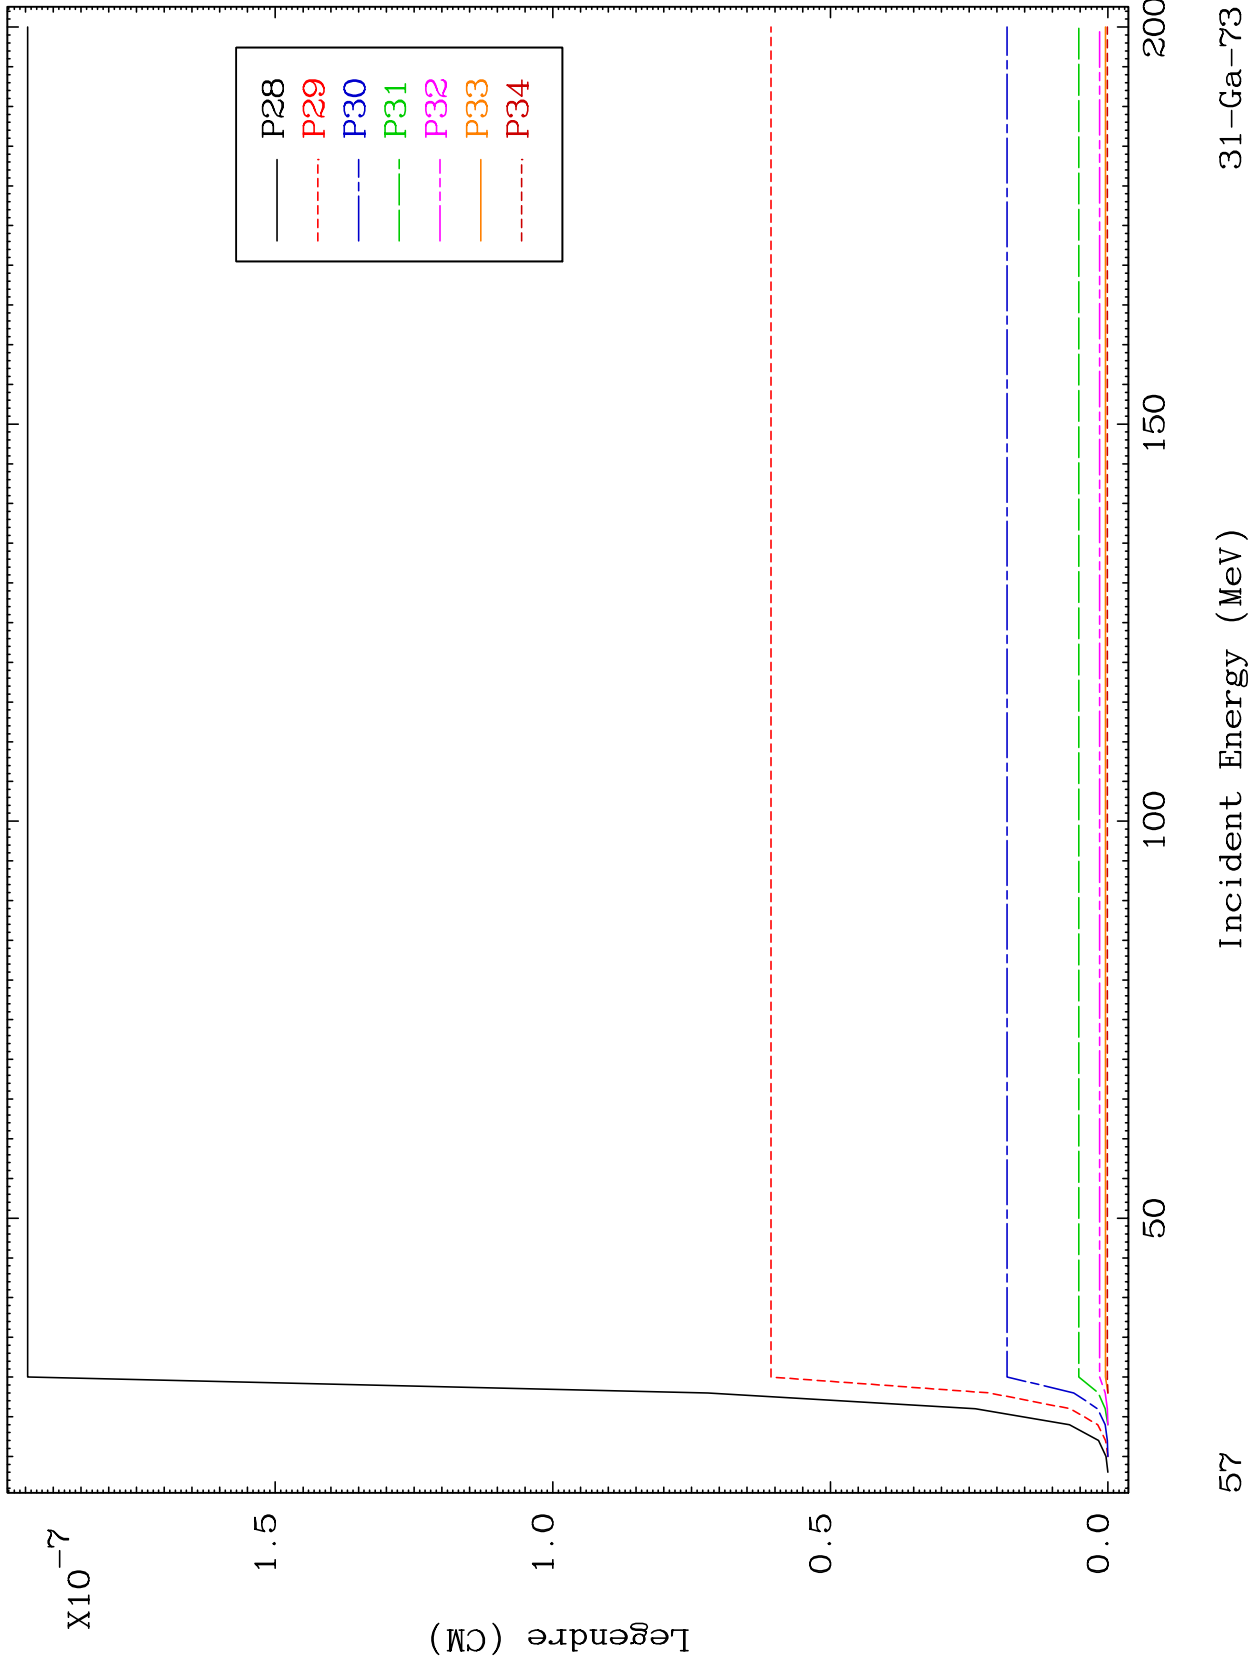 X10-7
Legendre (CM)
1.5
1.0
0.5
0.0
P28
P29
P30
P31
P32
P33
P34
50
100
150
200
Incident Energy (MeV)
57
31-Ga-73